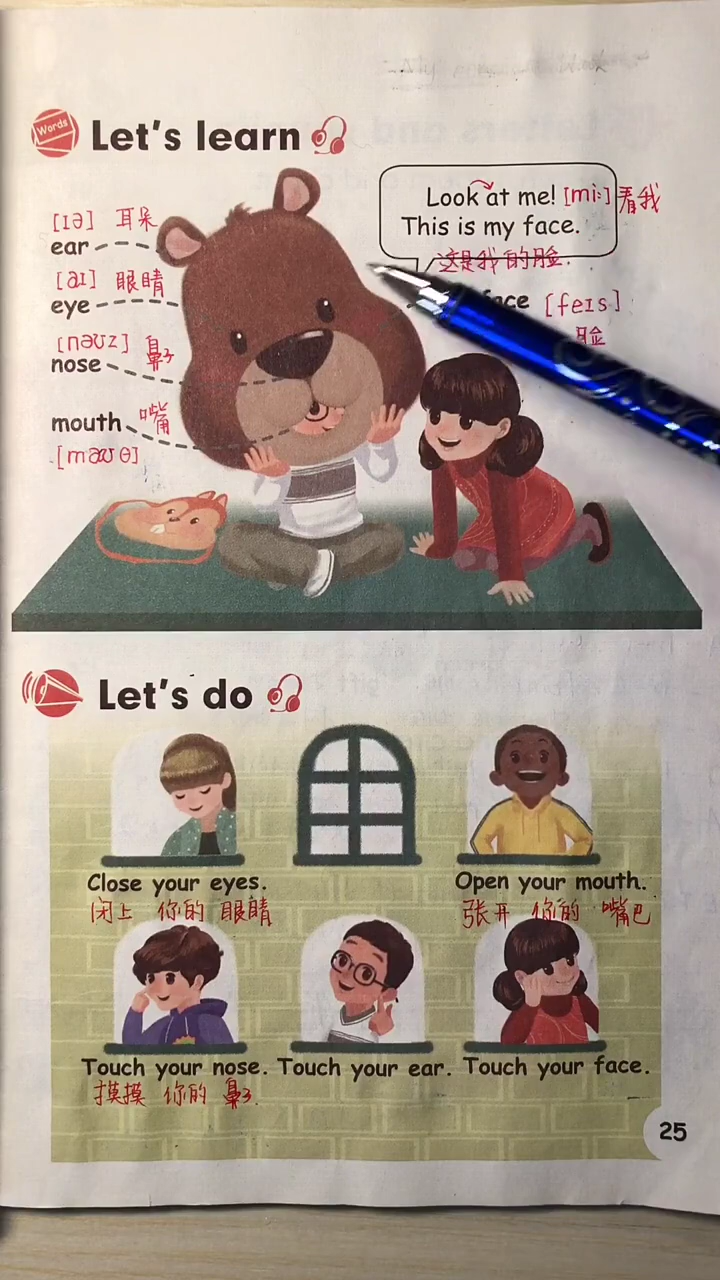 Words
Let's learn
Look at me! [mi:] 看我
This is my face.
这是我的脸.
[ɪə] 耳朵
ear
[aɪ] 眼睛
eye
face [feɪs]
脸
[nəʊz] 鼻子
nose
mouth 嘴
[maʊθ]
Let's do
Close your eyes.
闭上 你的 眼睛
Open your mouth.
张开 你的 嘴巴
Touch your nose.
摸摸 你的 鼻子
Touch your ear.
Touch your face.
25